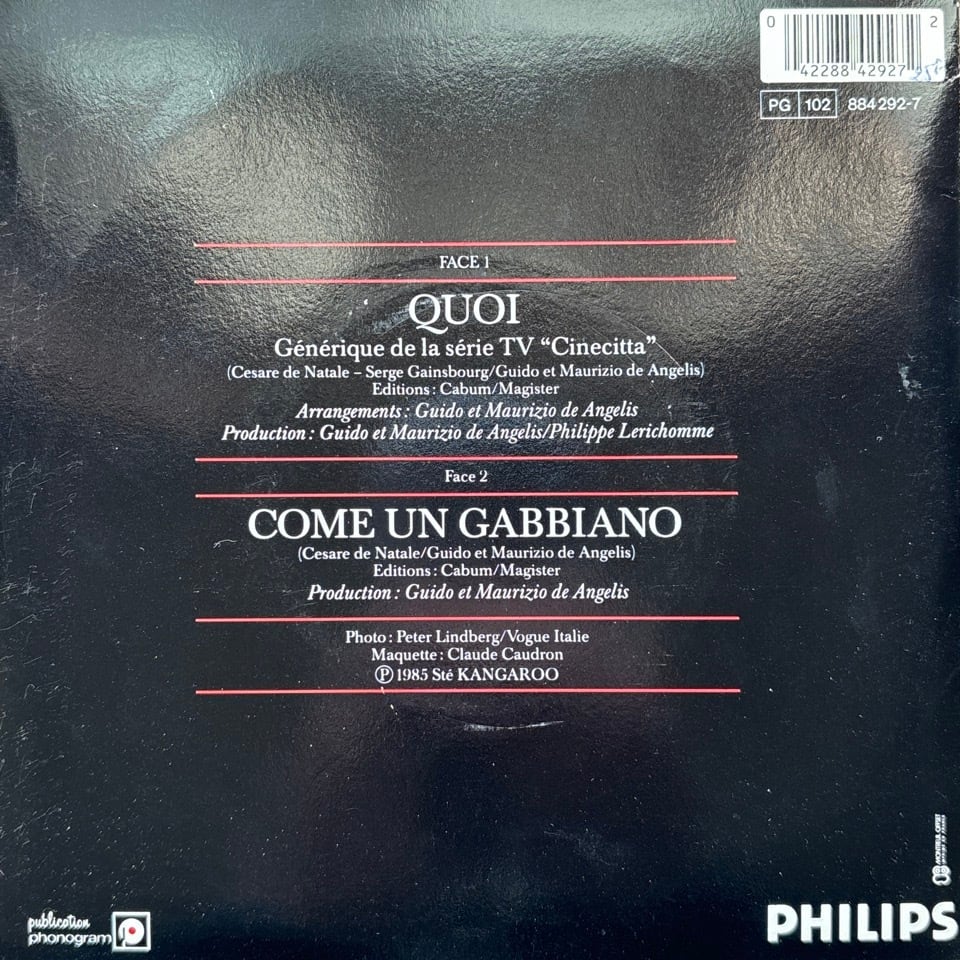 0 42288 42927 2
PG 102 884 292-7
FACE 1
QUOI
Générique de la série TV “Cinecitta”
(Cesare de Natale – Serge Gainsbourg/Guido et Maurizio de Angelis)
Editions : Cabum/Magister
Arrangements : Guido et Maurizio de Angelis
Production : Guido et Maurizio de Angelis/Philippe Lerichomme
Face 2
COME UN GABBIANO
(Cesare de Natale/Guido et Maurizio de Angelis)
Editions : Cabum/Magister
Production : Guido et Maurizio de Angelis
Photo : Peter Lindberg/Vogue Italie
Maquette : Claude Caudron
Ⓟ 1985 Sté KANGAROO
MONTREUIL OFFSET
publication
phonogram
PHILIPS